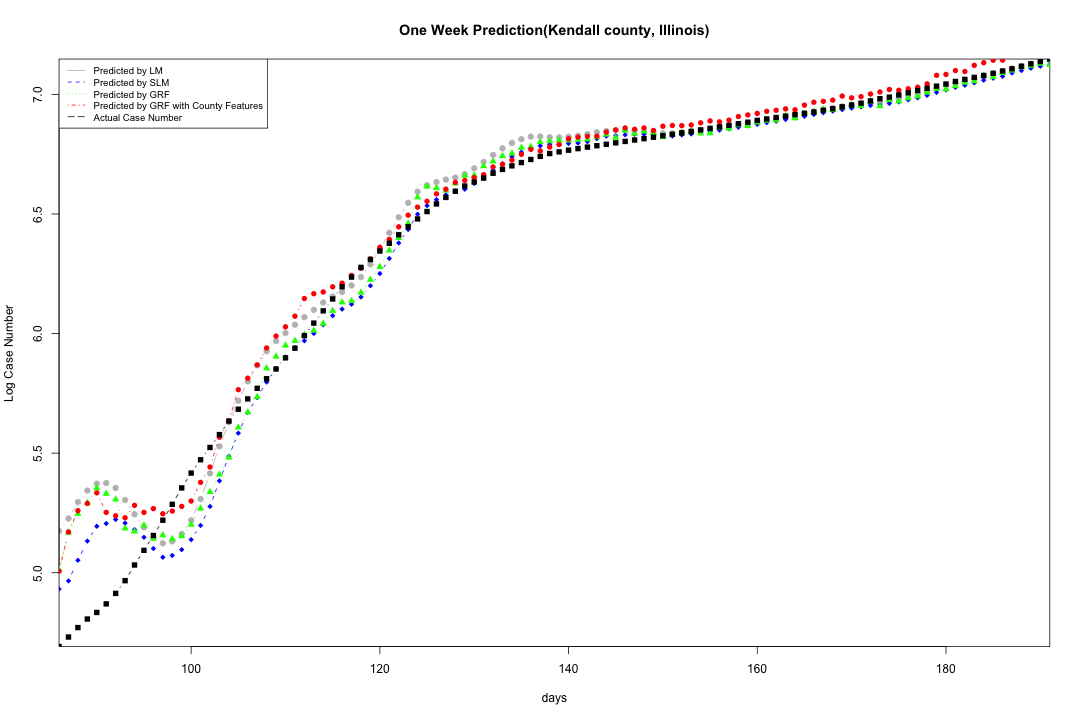 One Week Prediction(Kendall county, Illinois)
Predicted by LM
Predicted by SLM
Predicted by GRF
Predicted by GRF with County Features
Actual Case Number
7.0
6.5
6.0
5.5
5.0
Log Case Number
100 120 140 160 180
days